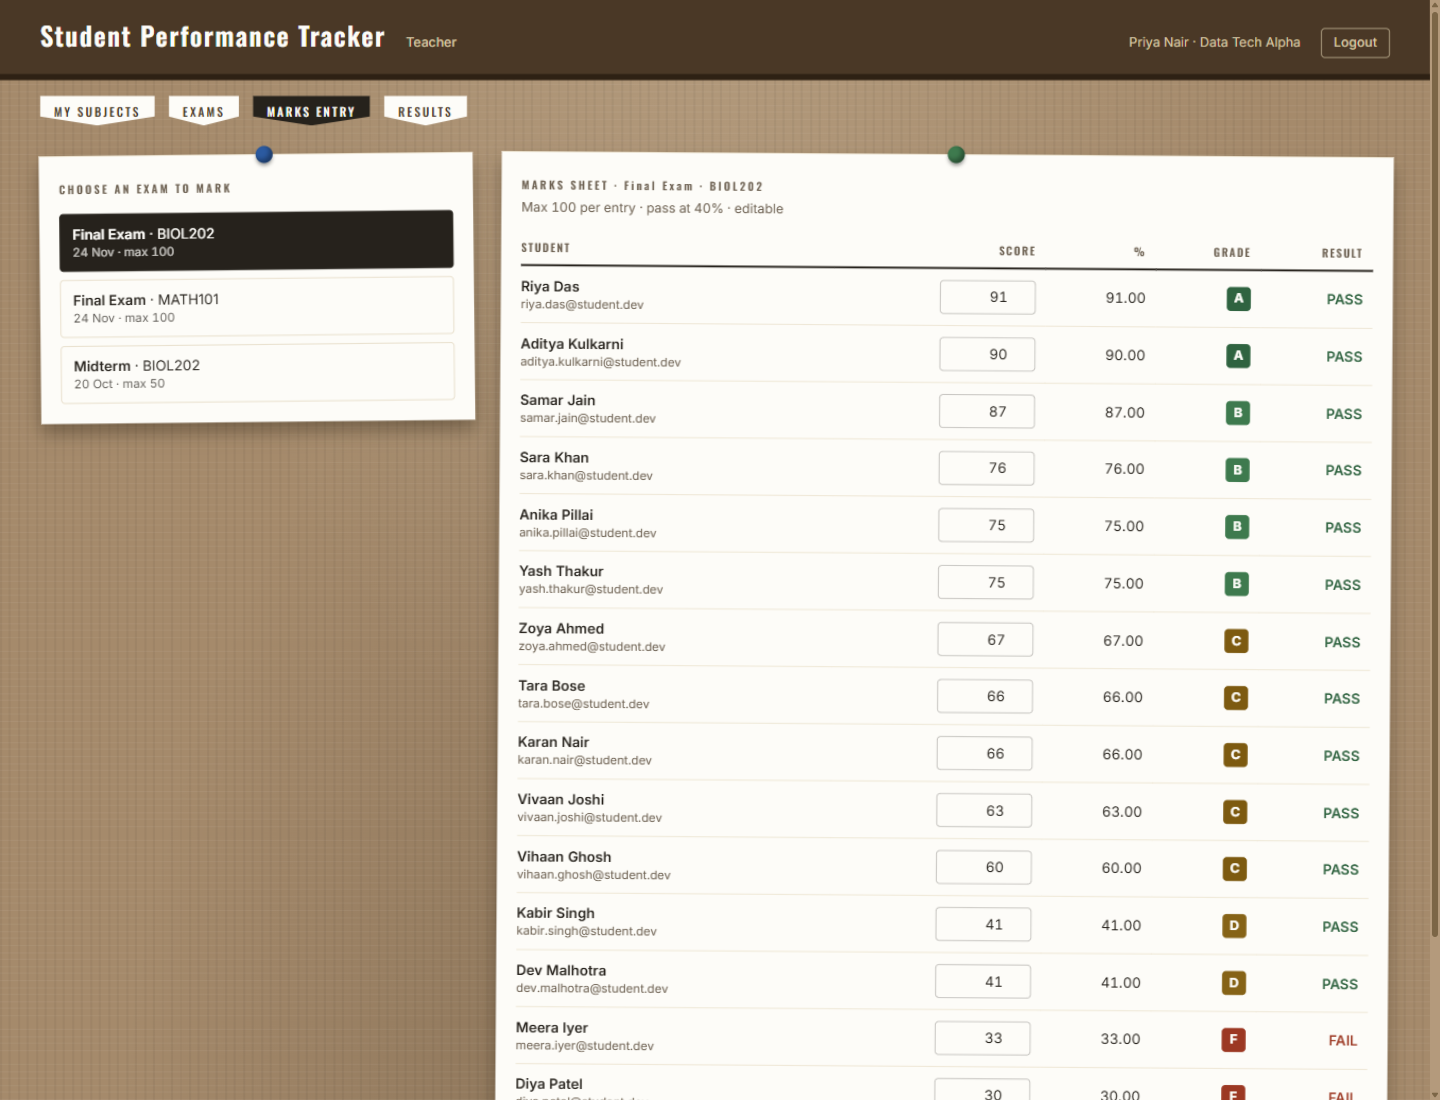 Student Performance Tracker
Teacher
Priya Nair · Data Tech Alpha
Logout
MY SUBJECTS
EXAMS
MARKS ENTRY
RESULTS
CHOOSE AN EXAM TO MARK
Final Exam · BIOL202
24 Nov · max 100
Final Exam · MATH101
24 Nov · max 100
Midterm · BIOL202
20 Oct · max 50
MARKS SHEET · Final Exam · BIOL202
Max 100 per entry · pass at 40% · editable
STUDENT SCORE % GRADE RESULT
Riya Das
riya.das@student.dev
91 91.00 A PASS
Aditya Kulkarni
aditya.kulkarni@student.dev
90 90.00 A PASS
Samar Jain
samar.jain@student.dev
87 87.00 B PASS
Sara Khan
sara.khan@student.dev
76 76.00 B PASS
Anika Pillai
anika.pillai@student.dev
75 75.00 B PASS
Yash Thakur
yash.thakur@student.dev
75 75.00 B PASS
Zoya Ahmed
zoya.ahmed@student.dev
67 67.00 C PASS
Tara Bose
tara.bose@student.dev
66 66.00 C PASS
Karan Nair
karan.nair@student.dev
66 66.00 C PASS
Vivaan Joshi
vivaan.joshi@student.dev
63 63.00 C PASS
Vihaan Ghosh
vihaan.ghosh@student.dev
60 60.00 C PASS
Kabir Singh
kabir.singh@student.dev
41 41.00 D PASS
Dev Malhotra
dev.malhotra@student.dev
41 41.00 D PASS
Meera Iyer
meera.iyer@student.dev
33 33.00 F FAIL
Diya Patel
30 30.00 F FAIL